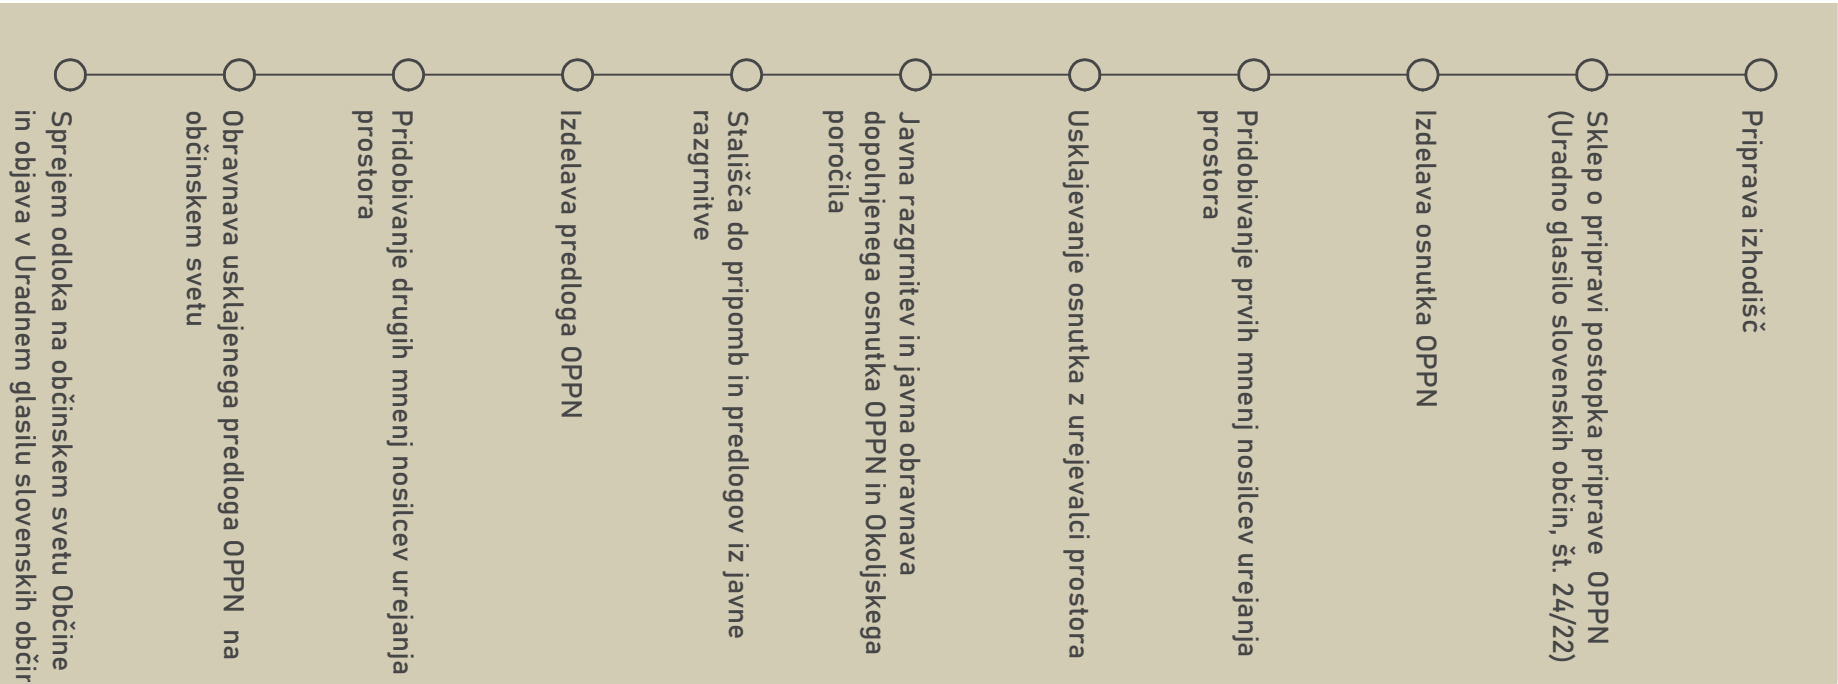 Priprava izhodišč
Sklep o pripravi postopka priprave OPPN
(Uradno glasilo slovenskih občin, št. 24/22)
Izdelava osnutka OPPN
Pridobivanje prvih mnenj nosilcev urejanja
prostora
Usklajevanje osnutka z urejevalci prostora
Javna razgrnitev in javna obravnava
dopolnjenega osnutka OPPN in Okoljskega
poročila
Stališča do pripomb in predlogov iz javne
razgrnitve
Izdelava predloga OPPN
Pridobivanje drugih mnenj nosilcev urejanja
prostora
Obravnava usklajenega predloga OPPN na
občinskem svetu
Sprejem odloka na občinskem svetu Občine
in objava v Uradnem glasilu slovenskih